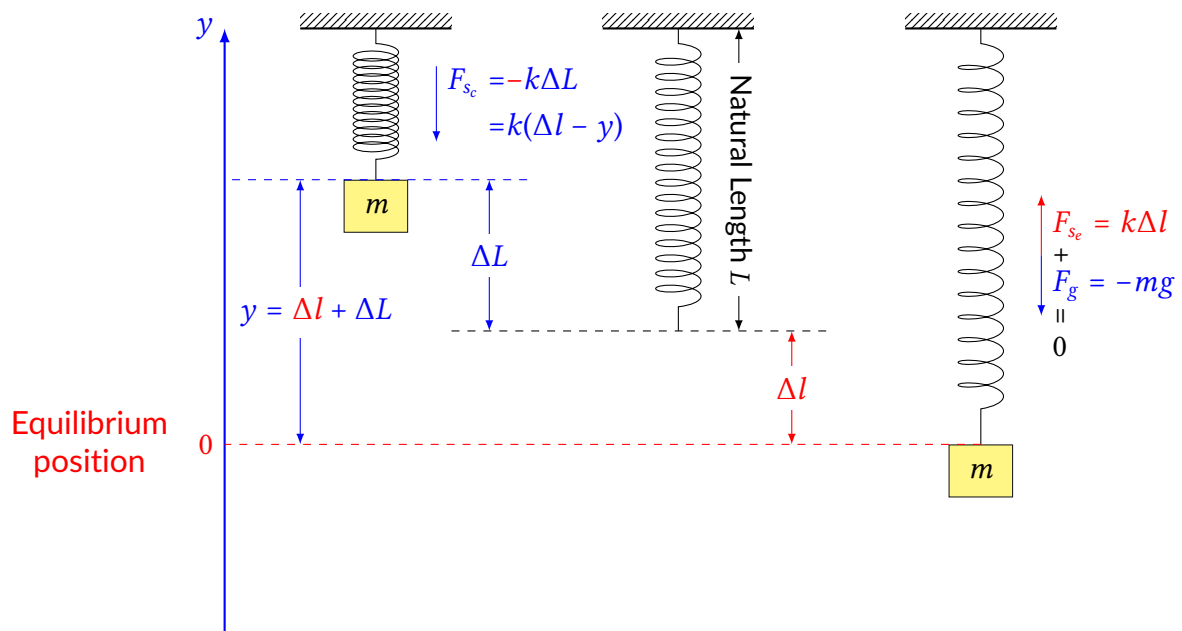 y
F_{s_c} = -kΔL
= k(Δl − y)
m
ΔL
y = Δl + ΔL
Natural Length L
Δl
F_{s_e} = kΔl
+
F_g = −mg
=
0
Equilibrium
position
0
m